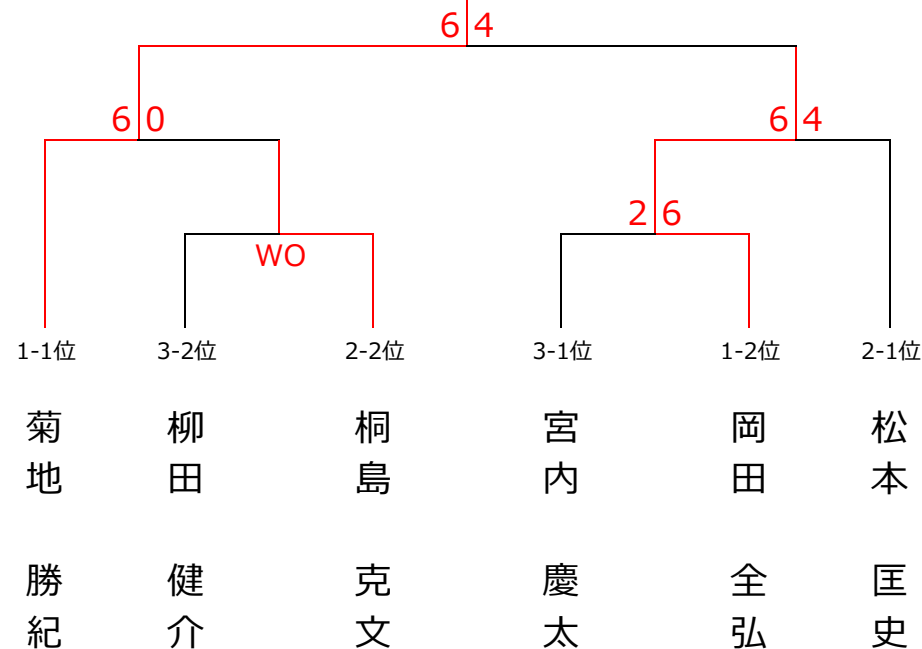 6 4
6 0
6 4
2 6
WO
1-1位
3-2位
2-2位
3-1位
1-2位
2-1位
菊地 勝紀
柳田 健介
桐島 克文
宮内 慶太
岡田 全弘
松本 匡史